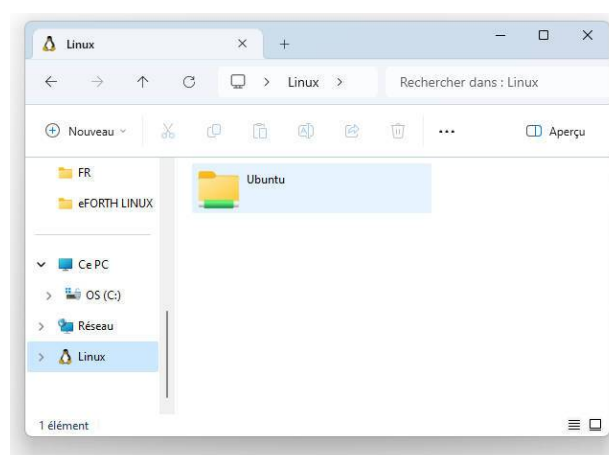 Linux
Linux
Rechercher dans : Linux
Nouveau
Aperçu
FR
Ubuntu
eFORTH LINUX
Ce PC
OS (C:)
Réseau
Linux
1 élément